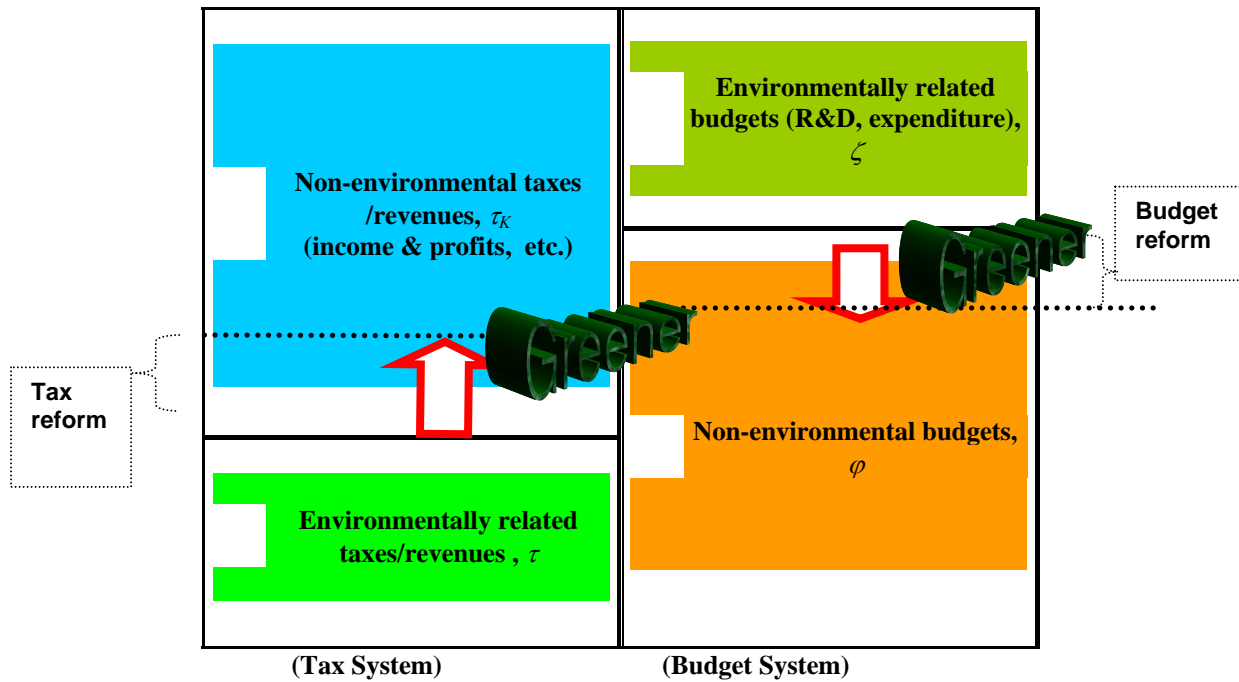 Non-environmental taxes
/revenues, τK
(income & profits, etc.)
Environmentally related
taxes/revenues , τ
Tax
reform
Greener
(Tax System)
Environmentally related
budgets (R&D, expenditure),
ζ
Greener
Budget
reform
Non-environmental budgets,
φ
(Budget System)